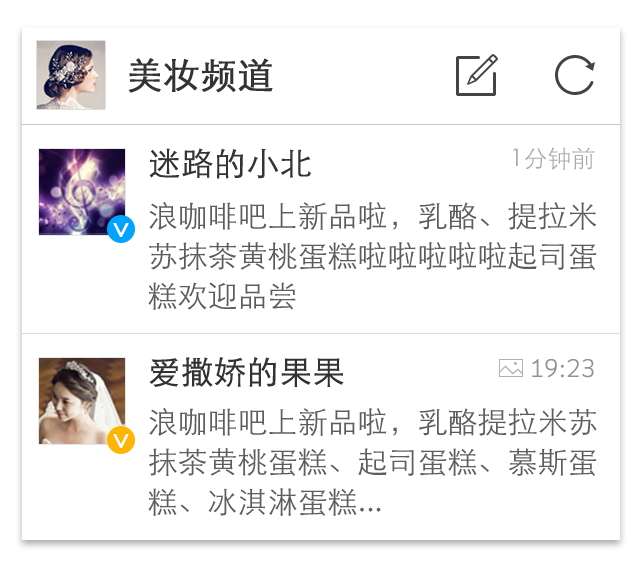 美妆频道
迷路的小北
1分钟前
浪咖啡吧上新品啦，乳酪、提拉米
苏抹茶黄桃蛋糕啦啦啦啦啦起司蛋
糕欢迎品尝
爱撒娇的果果
19:23
浪咖啡吧上新品啦，乳酪提拉米苏
抹茶黄桃蛋糕、起司蛋糕、慕斯蛋
糕、冰淇淋蛋糕...